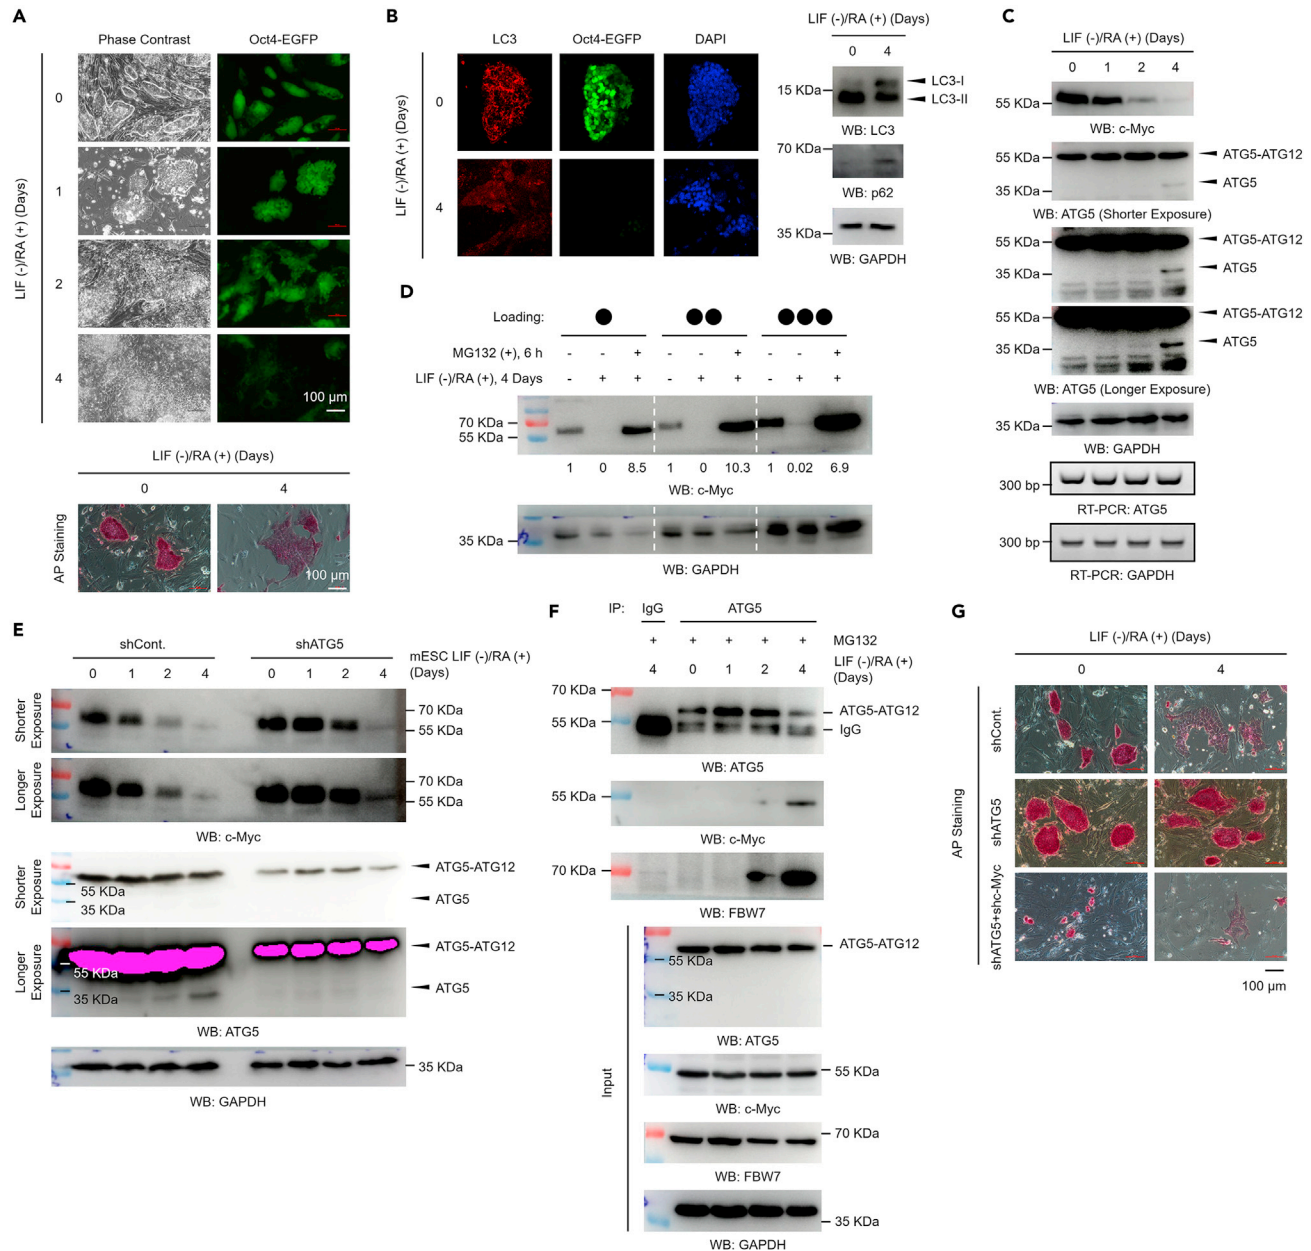 A
Phase Contrast Oct4-EGFP
LIF (-)/RA (+) (Days)
0
1
2
4
100 µm
LIF (-)/RA (+) (Days)
0 4
AP Staining
100 µm
B
LC3 Oct4-EGFP DAPI
LIF (-)/RA (+) (Days)
0
4
LIF (-)/RA (+) (Days)
0 4
LC3-I
15 KDa
LC3-II
WB: LC3
70 KDa
WB: p62
35 KDa
WB: GAPDH
C
LIF (-)/RA (+) (Days)
0 1 2 4
55 KDa
WB: c-Myc
55 KDa ATG5-ATG12
35 KDa ATG5
WB: ATG5 (Shorter Exposure)
55 KDa ATG5-ATG12
35 KDa ATG5
55 KDa ATG5-ATG12
35 KDa ATG5
WB: ATG5 (Longer Exposure)
35 KDa
WB: GAPDH
300 bp
RT-PCR: ATG5
300 bp
RT-PCR: GAPDH
D
Loading:
MG132 (+), 6 h - - + - - + - - +
LIF (-)/RA (+), 4 Days - + + - + + - + +
70 KDa
55 KDa
1 0 8.5 1 0 10.3 1 0.02 6.9
WB: c-Myc
35 KDa
WB: GAPDH
E
shCont. shATG5
0 1 2 4 0 1 2 4 mESC LIF (-)/RA (+)
(Days)
Shorter
Exposure
70 KDa
55 KDa
Longer
Exposure
70 KDa
55 KDa
WB: c-Myc
Shorter
Exposure
ATG5-ATG12
55 KDa
ATG5
35 KDa
Longer
Exposure
ATG5-ATG12
55 KDa
ATG5
35 KDa
WB: ATG5
35 KDa
WB: GAPDH
F
IP: IgG ATG5
+ + + + + MG132
4 0 1 2 4 LIF (-)/RA (+)
(Days)
70 KDa
ATG5-ATG12
55 KDa
IgG
WB: ATG5
55 KDa
WB: c-Myc
70 KDa
WB: FBW7
Input
ATG5-ATG12
55 KDa
35 KDa
WB: ATG5
55 KDa
WB: c-Myc
70 KDa
WB: FBW7
35 KDa
WB: GAPDH
G
LIF (-)/RA (+) (Days)
0 4
AP Staining
shCont.
shATG5
shATG5+shc-Myc
100 µm